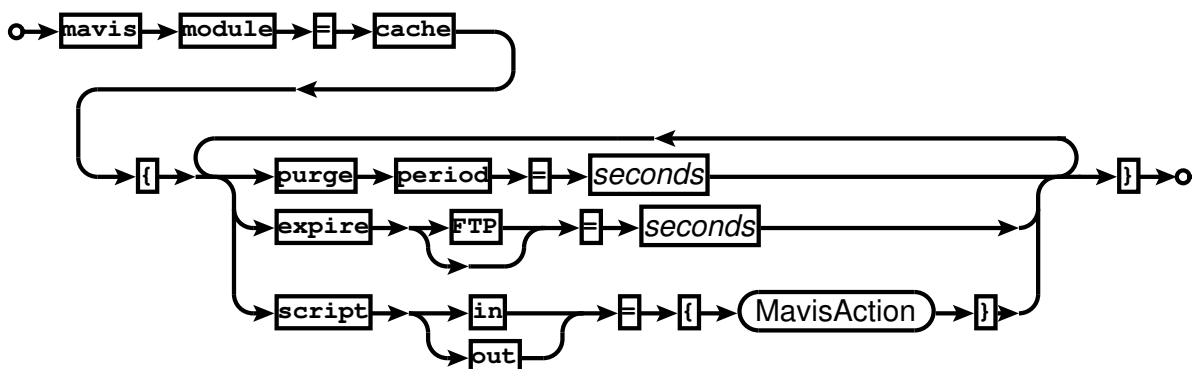 mavis module = cache
{ purge period = seconds }
expire FTP = seconds
script in = { MavisAction }
out